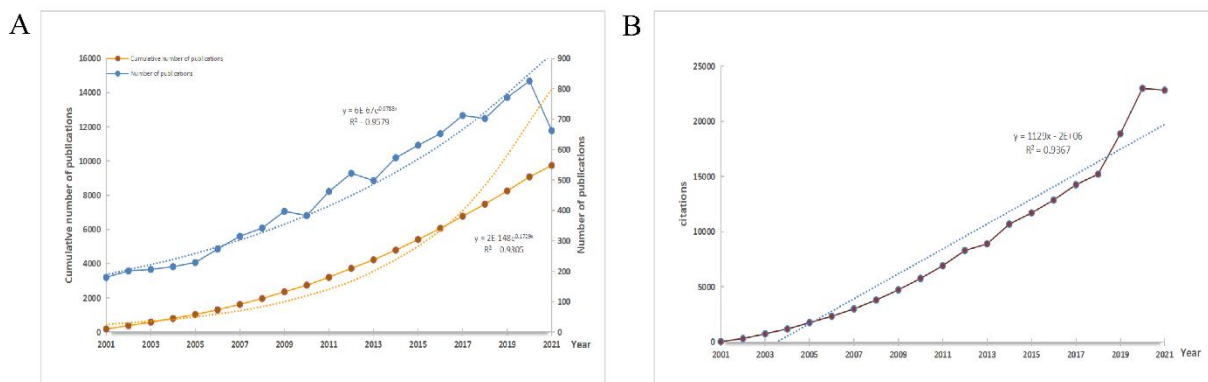 A
Cumulative number of publications
Number of publications
Cumulative number of publications
16000
14000
12000
10000
8000
6000
4000
2000
0
900
800
700
600
500
400
300
200
100
0
Number of publications
R² = 0.9579
R² = 0.9305
2001 2003 2005 2007 2009 2011 2013 2015 2017 2019 2021 Year
B
citations
25000
20000
15000
10000
5000
0
y = 1129x - 2E+06
R² = 0.9367
2001 2003 2005 2007 2009 2011 2013 2015 2017 2019 2021 Year